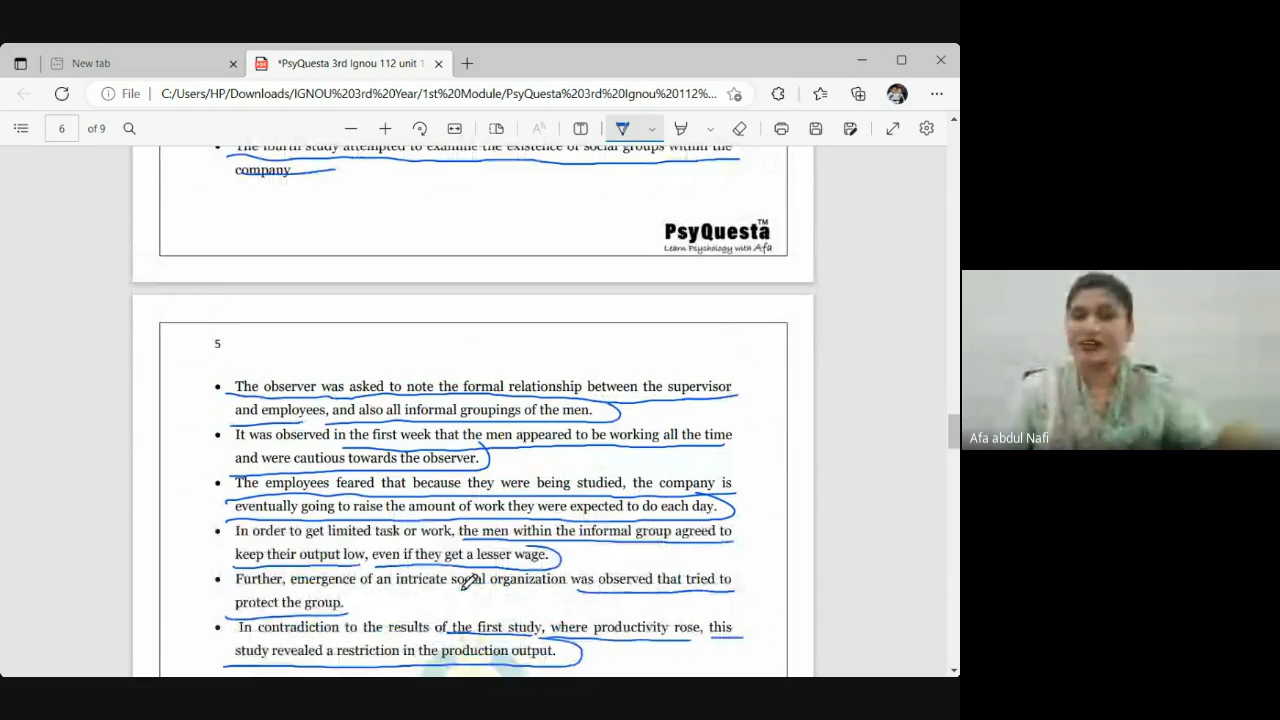 New tab
*PsyQuesta 3rd Ignou 112 unit 1.
File
C:/Users/HP/Downloads/IGNOU%203rd%20Year/1st%20Module/PsyQuesta%203rd%20Ignou%20112%...
6 of 9
• The fourth study attempted to examine the existence of social groups within the
company
PsyQuesta TM
Learn Psychology with Afa
5
• The observer was asked to note the formal relationship between the supervisor
and employees, and also all informal groupings of the men.
• It was observed in the first week that the men appeared to be working all the time
and were cautious towards the observer.
• The employees feared that because they were being studied, the company is
eventually going to raise the amount of work they were expected to do each day.
• In order to get limited task or work, the men within the informal group agreed to
keep their output low, even if they get a lesser wage.
• Further, emergence of an intricate social organization was observed that tried to
protect the group.
• In contradiction to the results of the first study, where productivity rose, this
study revealed a restriction in the production output.
Afa abdul Nafi